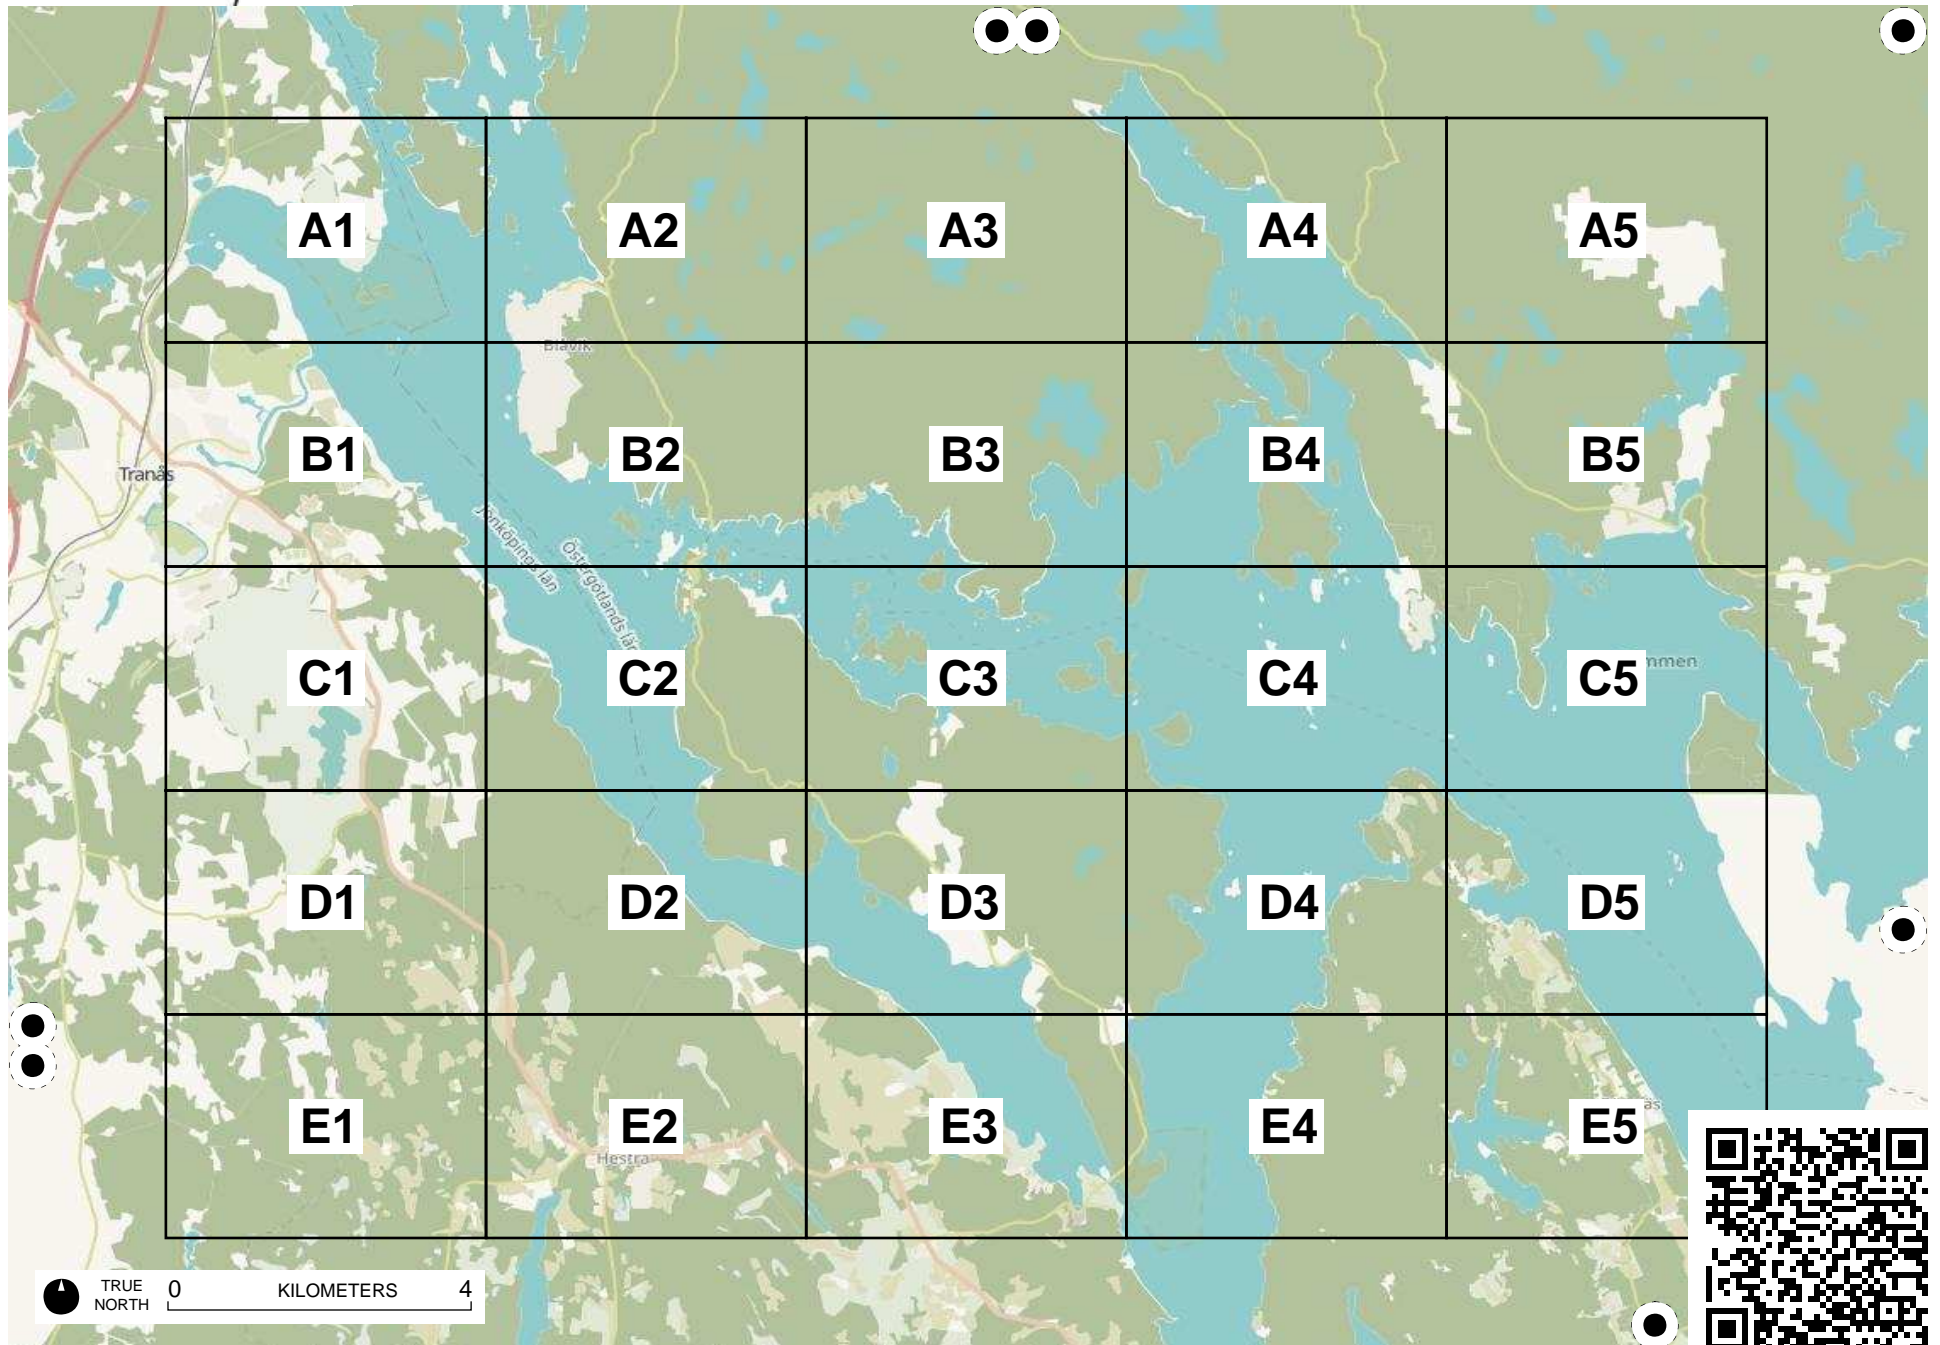 A1
A2
A3
A4
A5
Blåvik
B1
B2
B3
B4
B5
Tranås
Jönköpings län
Östergötlands län
C1
C2
C3
C4
C5
D1
D2
D3
D4
D5
E1
E2
E3
E4
E5
Hestra
TRUE
NORTH
0 KILOMETERS 4